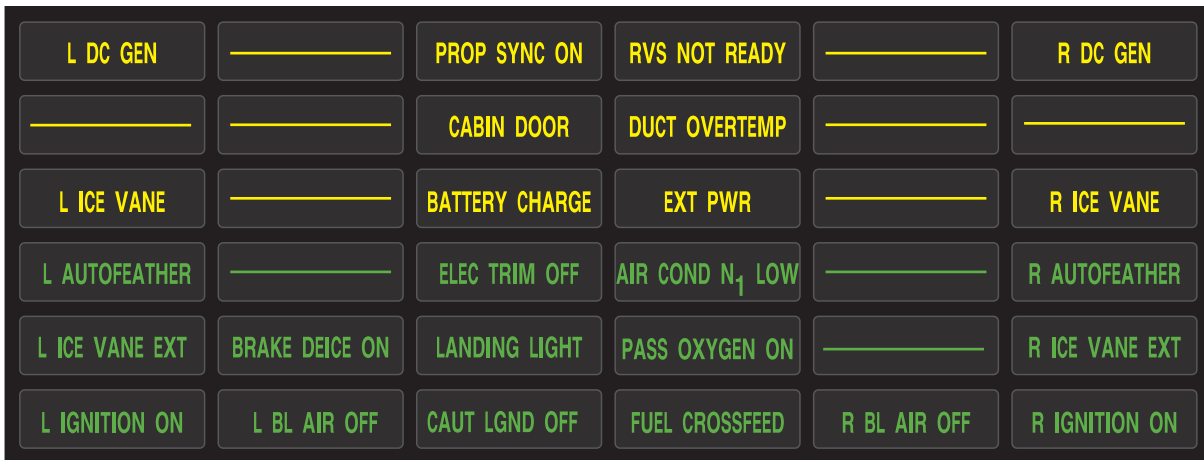 L DC GEN PROP SYNC ON RVS NOT READY R DC GEN
CABIN DOOR DUCT OVERTEMP
L ICE VANE BATTERY CHARGE EXT PWR R ICE VANE
L AUTOFEATHER ELEC TRIM OFF AIR COND N₁ LOW R AUTOFEATHER
L ICE VANE EXT BRAKE DEICE ON LANDING LIGHT PASS OXYGEN ON R ICE VANE EXT
L IGNITION ON L BL AIR OFF CAUT LGND OFF FUEL CROSSFEED R BL AIR OFF R IGNITION ON